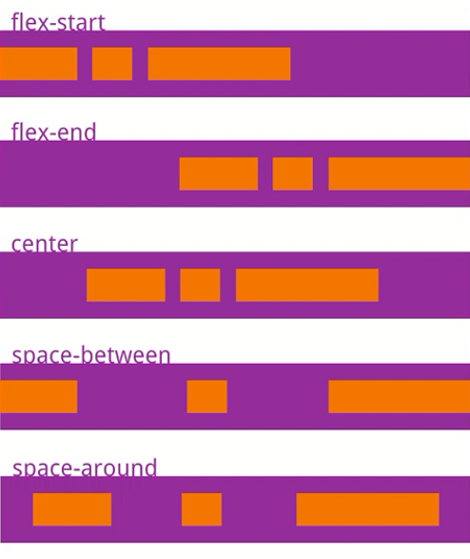 flex-start
flex-end
center
space-between
space-around